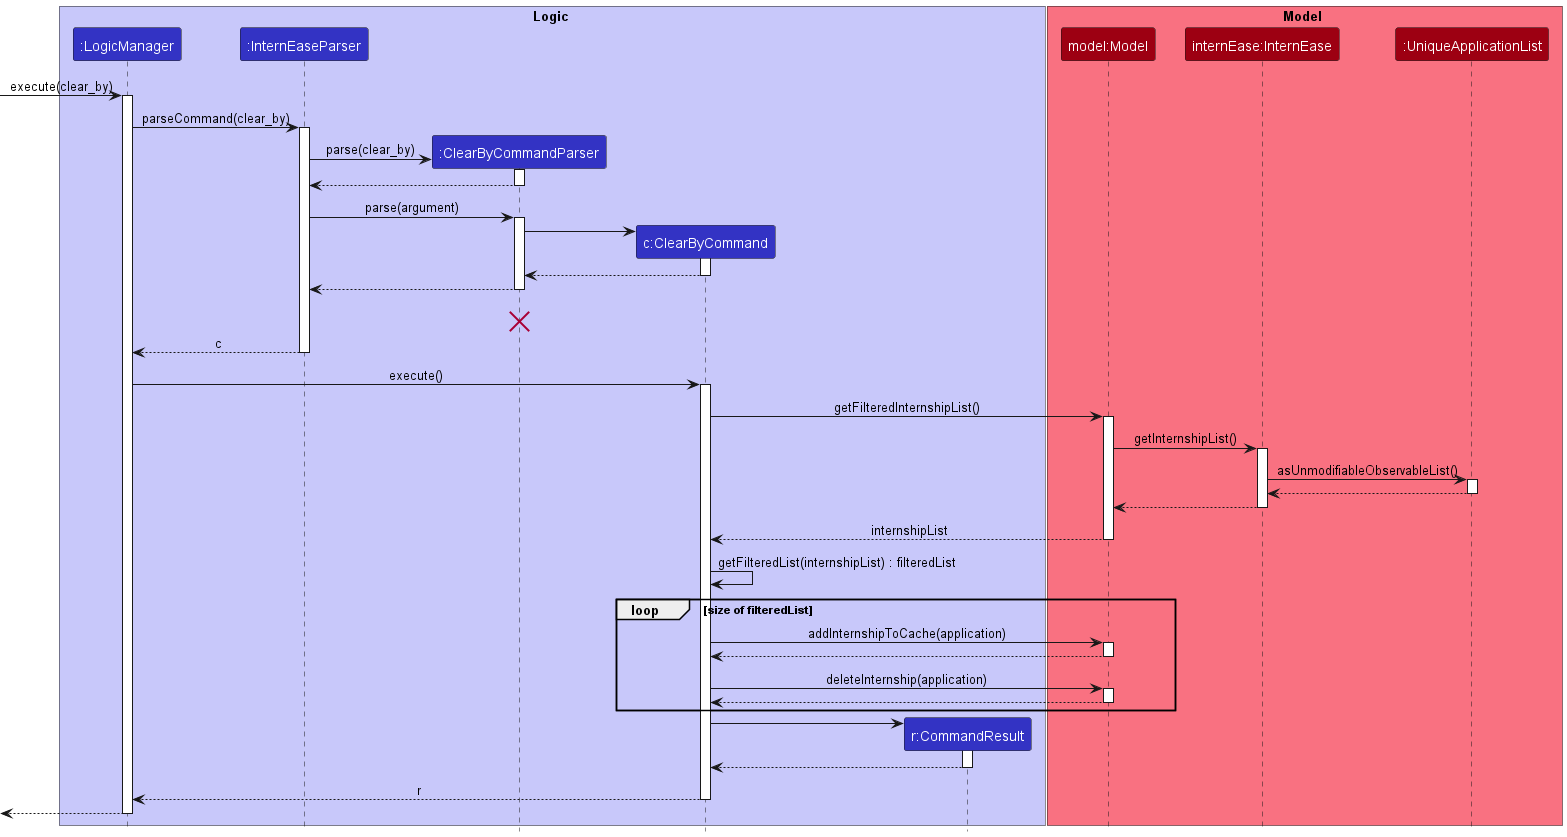 Logic
Model
:LogicManager
:InternEaseParser
model:Model
internEase:InternEase
:UniqueApplicationList
execute(clear_by)
parseCommand(clear_by)
parse(clear_by)
:ClearByCommandParser
parse(argument)
c:ClearByCommand
c
execute()
getFilteredInternshipList()
getInternshipList()
asUnmodifiableObservableList()
internshipList
getFilteredList(internshipList) : filteredList
loop
[size of filteredList]
addInternshipToCache(application)
deleteInternship(application)
r:CommandResult
r